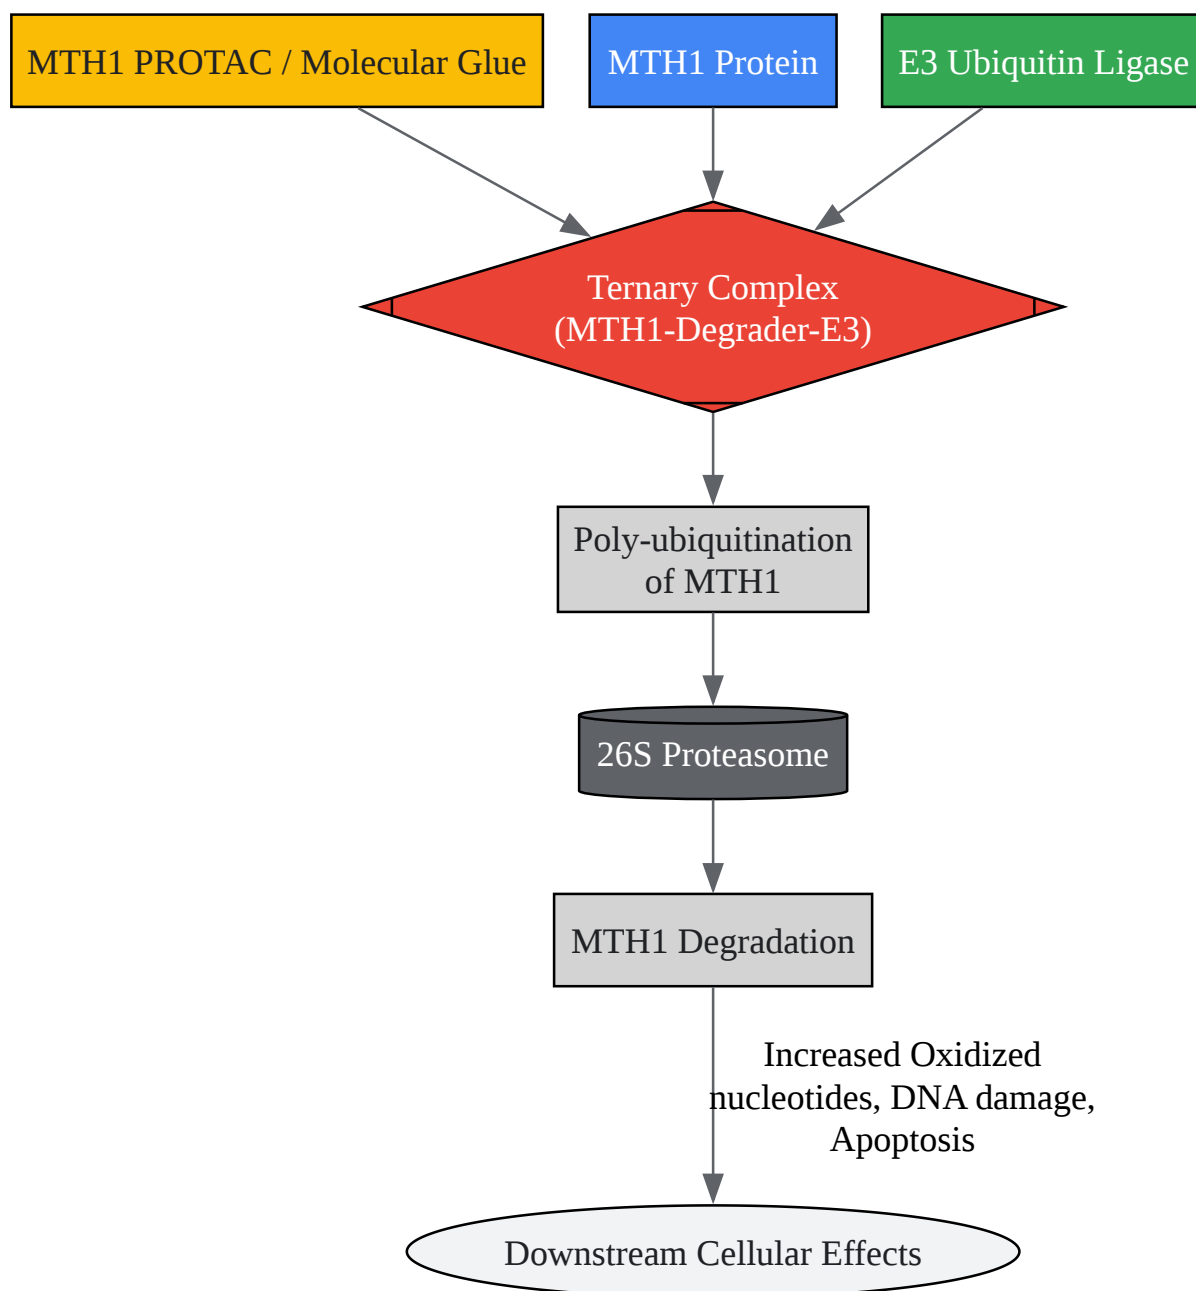 MTH1 PROTAC / Molecular Glue
MTH1 Protein
E3 Ubiquitin Ligase
Ternary Complex
(MTH1-Degrader-E3)
Poly-ubiquitination
of MTH1
26S Proteasome
MTH1 Degradation
Increased Oxidized
nucleotides, DNA damage,
Apoptosis
Downstream Cellular Effects